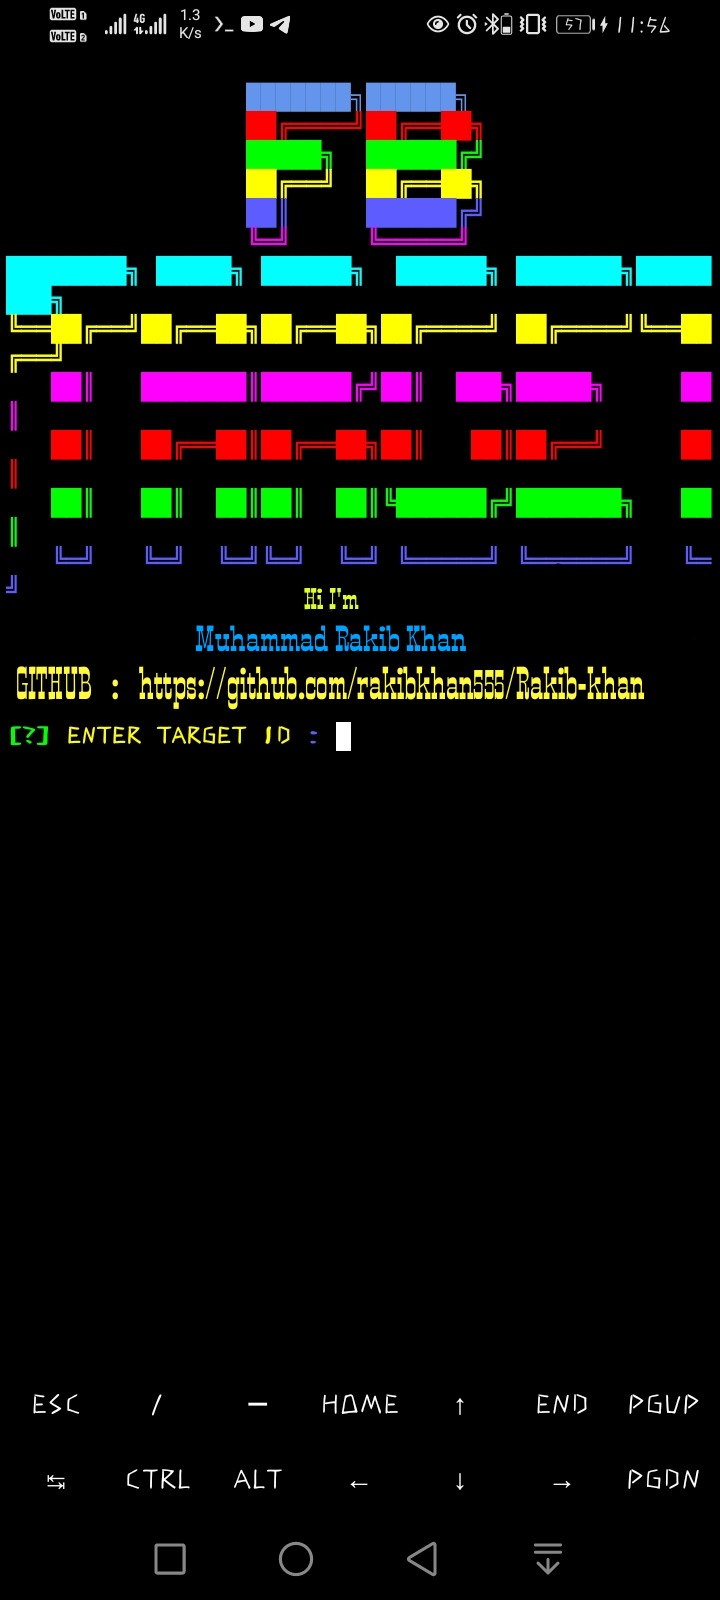 VoLTE 1 4G 1.3 K/s 57 11:56
VoLTE 2
FB
TARGET
Hi I'm
Muhammad Rakib Khan
GITHUB : https://github.com/rakibkhan555/Rakib-khan
[?] ENTER TARGET ID :
ESC / — HOME ↑ END PGUP
↹ CTRL ALT ← ↓ → PGDN